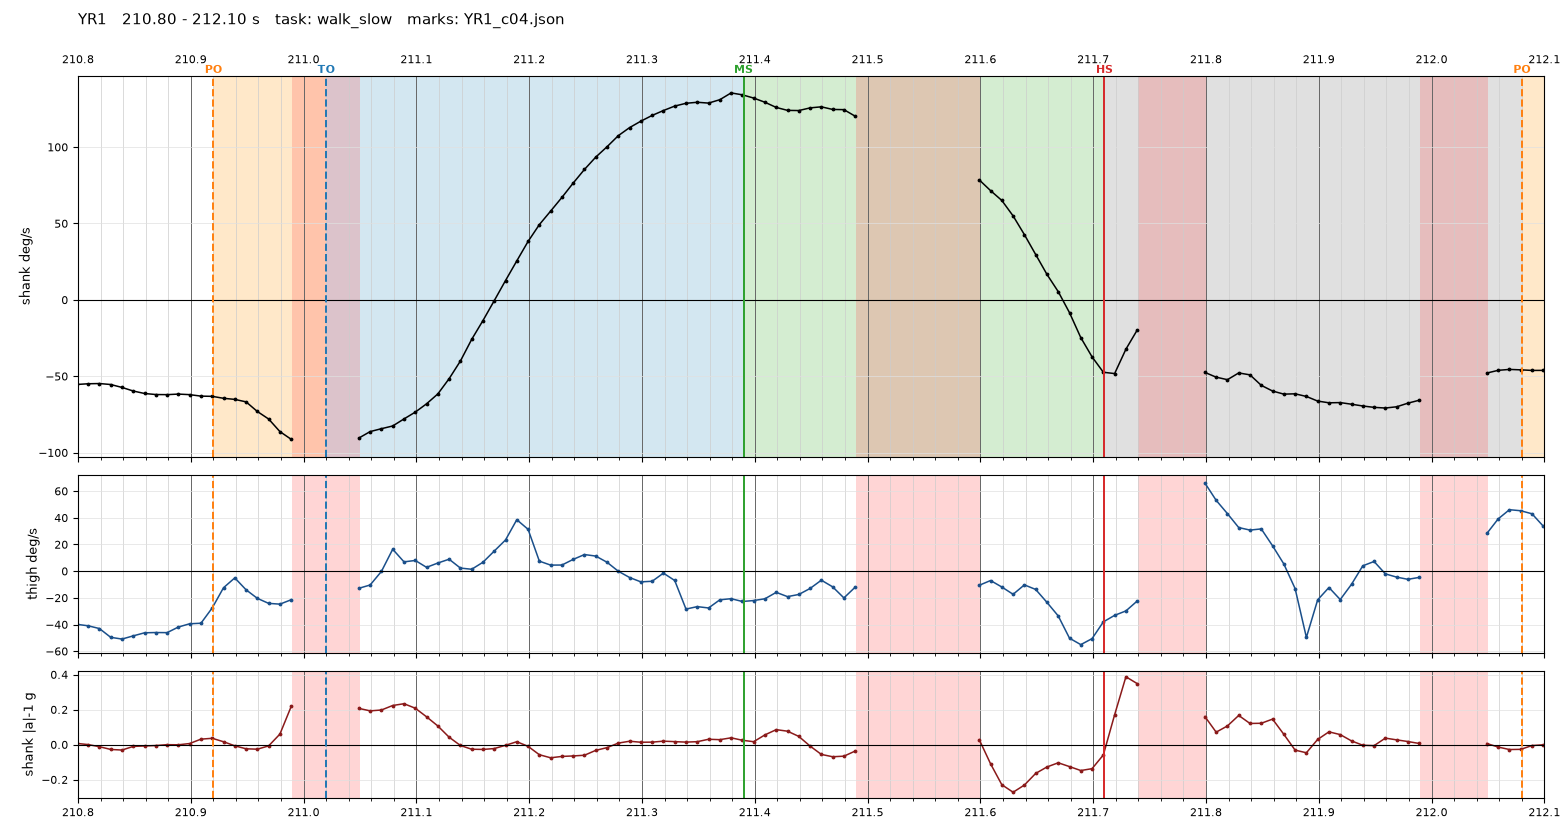 YR1   210.80 - 212.10 s   task: walk_slow   marks: YR1_c04.json
210.8 210.9 211.0 211.1 211.2 211.3 211.4 211.5 211.6 211.7 211.8 211.9 212.0 212.1
PO TO MS HS PO
shank deg/s
100
50
0
−50
−100
thigh deg/s
60
40
20
0
−20
−40
−60
shank |a|-1 g
0.4
0.2
0.0
−0.2
210.8 210.9 211.0 211.1 211.2 211.3 211.4 211.5 211.6 211.7 211.8 211.9 212.0 212.1